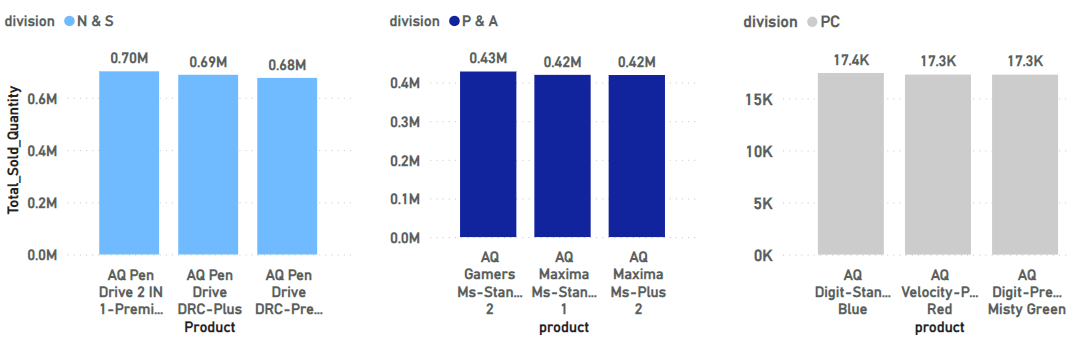 division N & S
0.70M
0.69M
0.68M
0.6M
0.4M
0.2M
0.0M
Total_Sold_Quantity
AQ Pen
Drive 2 IN
1-Premi...
AQ Pen
Drive
DRC-Plus
AQ Pen
Drive
DRC-Pre...
Product
division P & A
0.43M
0.42M
0.42M
0.4M
0.3M
0.2M
0.1M
0.0M
AQ
Gamers
Ms-Stan...
2
AQ
Maxima
Ms-Stan...
1
AQ
Maxima
Ms-Plus
2
product
division PC
17.4K
17.3K
17.3K
15K
10K
5K
0K
AQ
Digit-Stan...
Blue
AQ
Velocity-P...
Red
AQ
Digit-Pre...
Misty Green
product